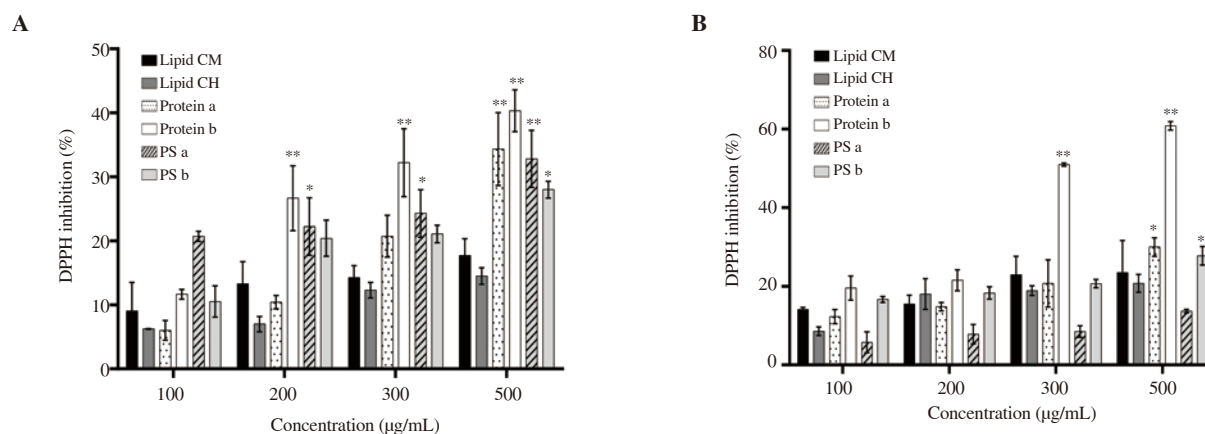 A
50
40
30
20
10
0
DPPH inhibition (%)
Lipid CM
Lipid CH
Protein a
Protein b
PS a
PS b
**
*
**
*
**
**
**
*
100 200 300 500
Concentration (μg/mL)
B
80
60
40
20
0
DPPH inhibition (%)
Lipid CM
Lipid CH
Protein a
Protein b
PS a
PS b
**
*
**
*
100 200 300 500
Concentration (μg/mL)